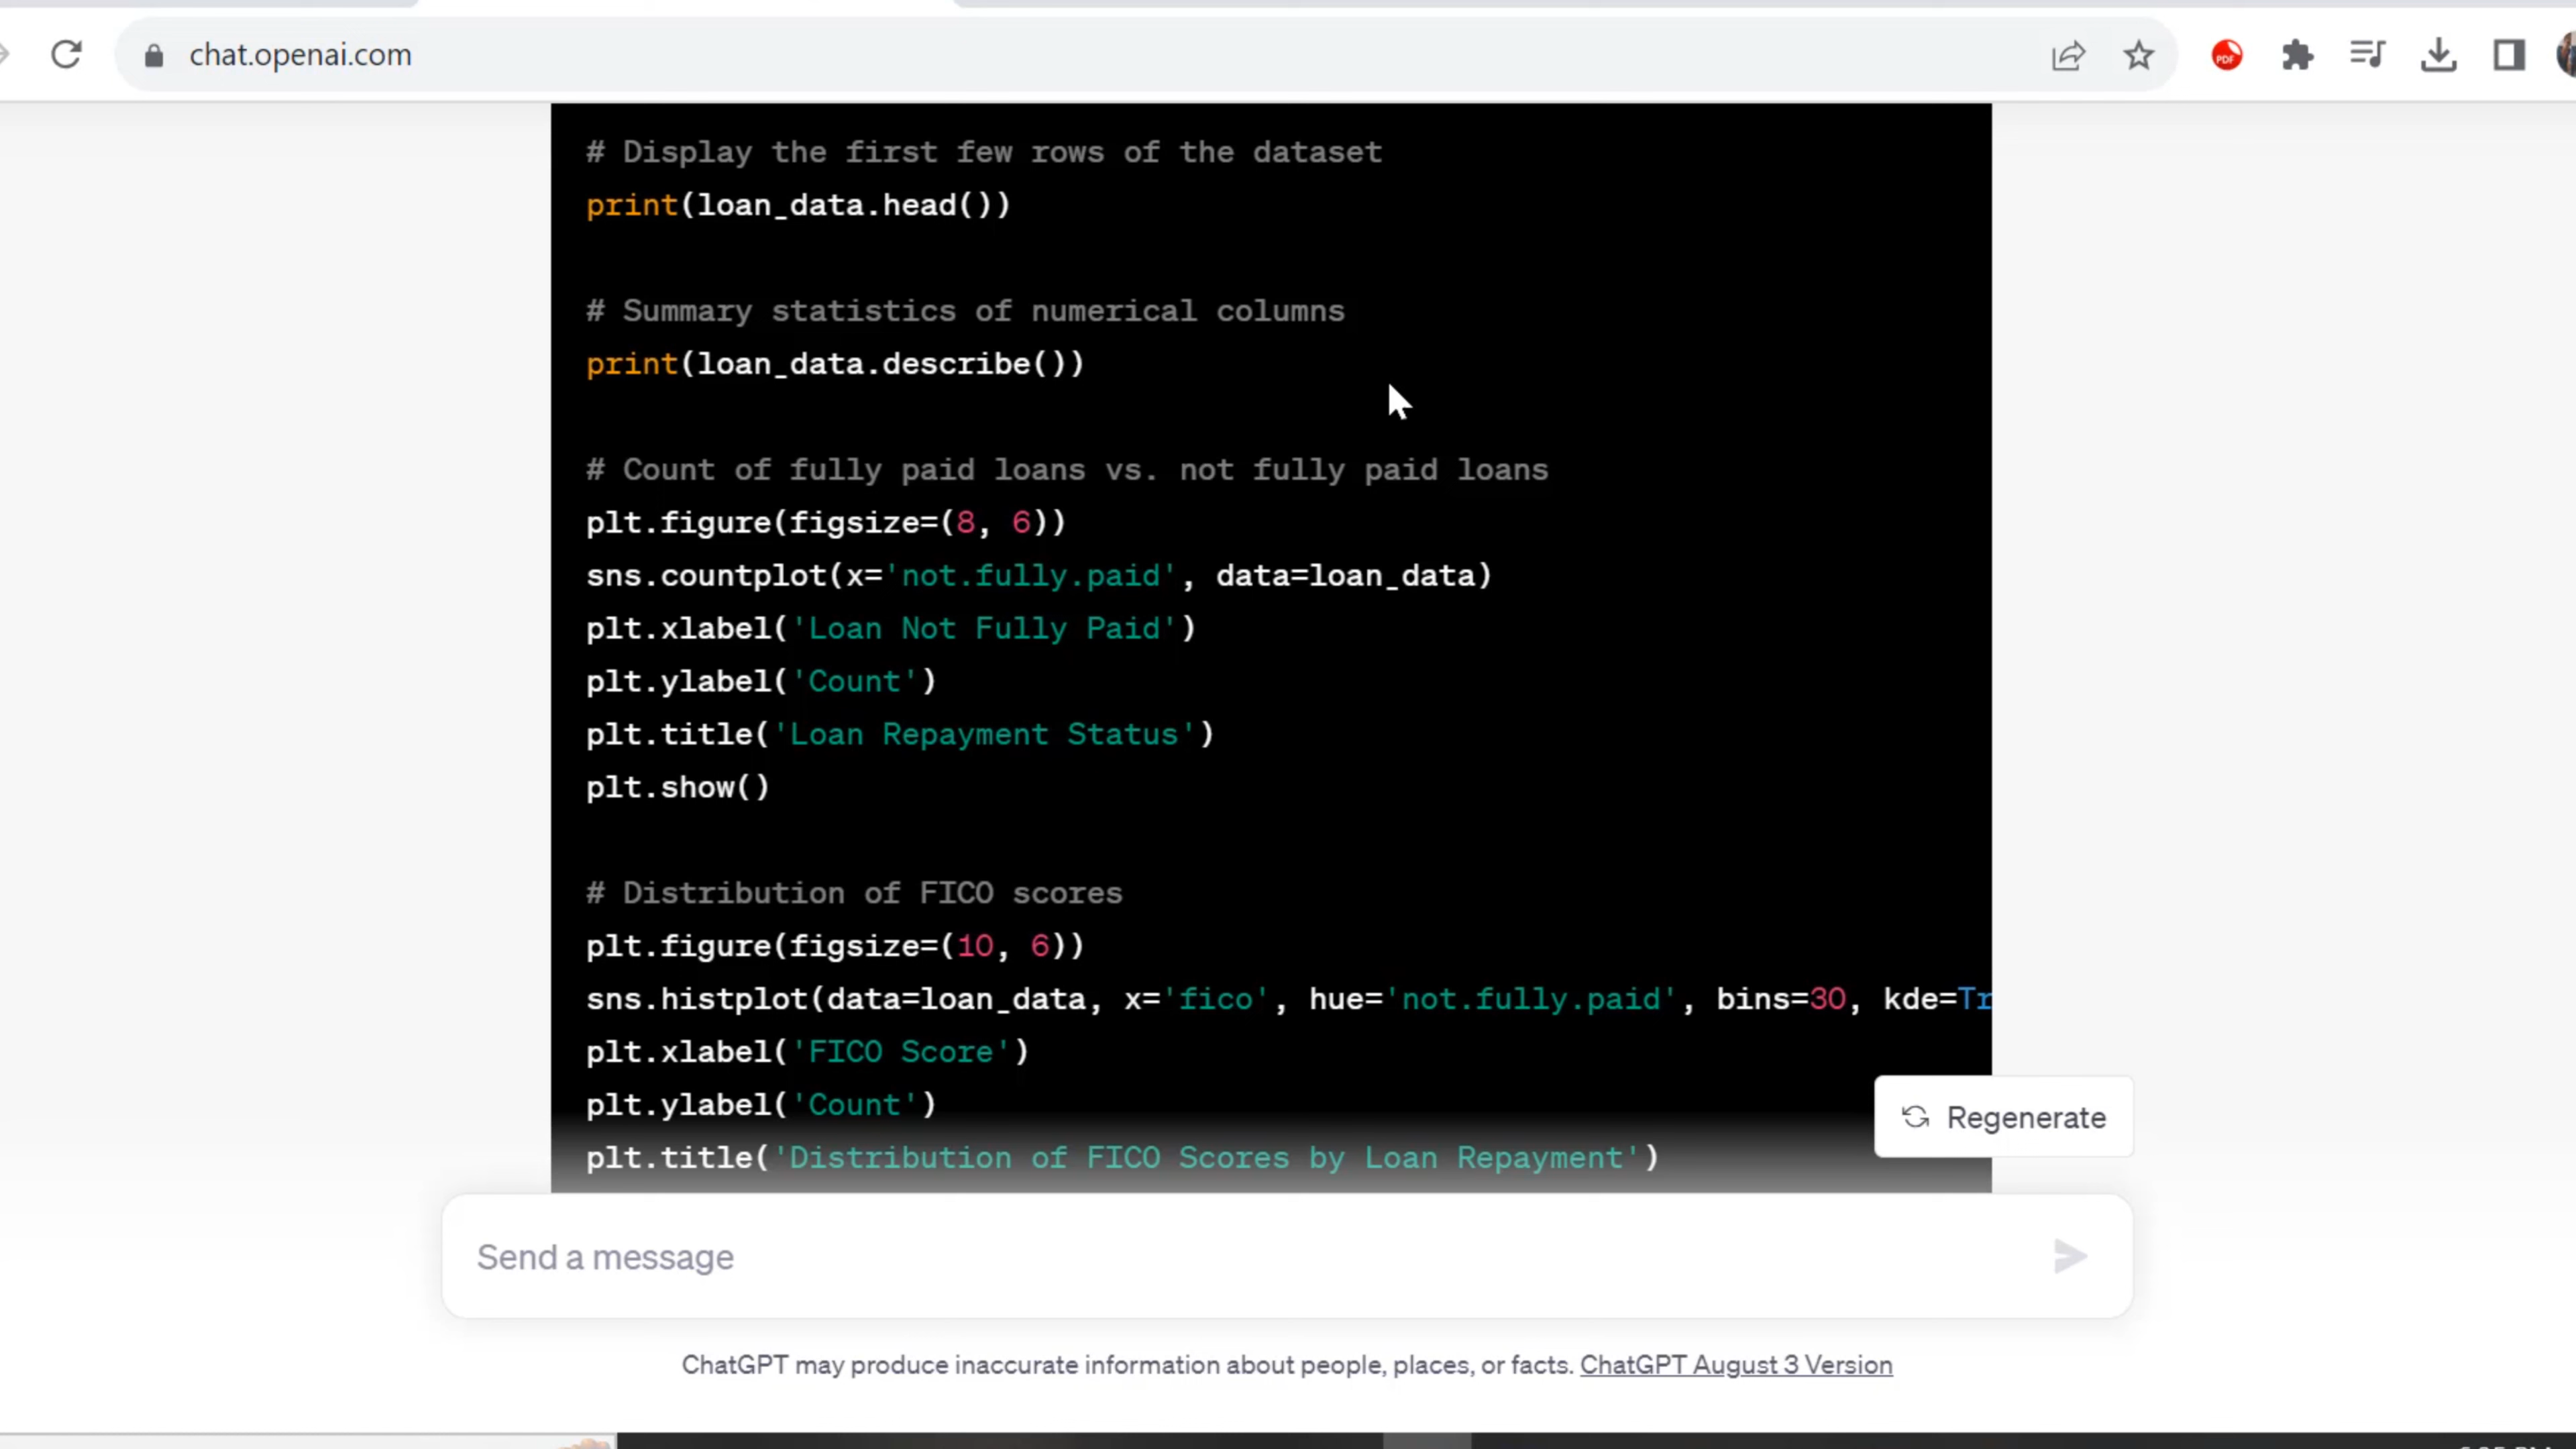 chat.openai.com
PDF
# Display the first few rows of the dataset
print(loan_data.head())
# Summary statistics of numerical columns
print(loan_data.describe())
# Count of fully paid loans vs. not fully paid loans
plt.figure(figsize=(8, 6))
sns.countplot(x='not.fully.paid', data=loan_data)
plt.xlabel('Loan Not Fully Paid')
plt.ylabel('Count')
plt.title('Loan Repayment Status')
plt.show()
# Distribution of FICO scores
plt.figure(figsize=(10, 6))
sns.histplot(data=loan_data, x='fico', hue='not.fully.paid', bins=30, kde=Tr
plt.xlabel('FICO Score')
plt.ylabel('Count')
Regenerate
plt.title('Distribution of FICO Scores by Loan Repayment')
Send a message
ChatGPT may produce inaccurate information about people, places, or facts. ChatGPT August 3 Version